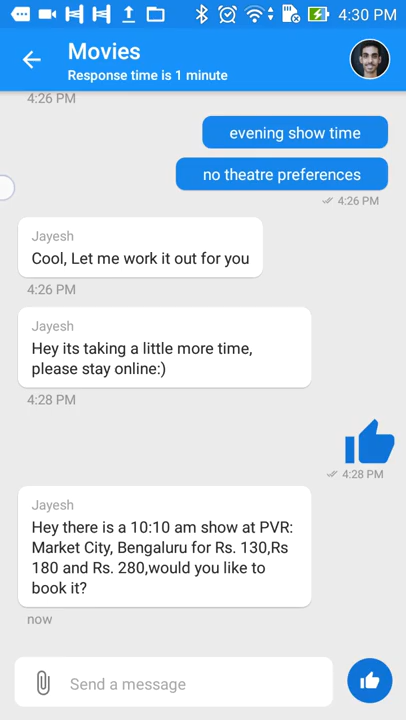 4:30 PM
Movies
Response time is 1 minute
4:26 PM
evening show time
no theatre preferences
4:26 PM
Jayesh
Cool, Let me work it out for you
4:26 PM
Jayesh
Hey its taking a little more time,
please stay online:)
4:28 PM
4:28 PM
Jayesh
Hey there is a 10:10 am show at PVR:
Market City, Bengaluru for Rs. 130,Rs
180 and Rs. 280,would you like to
book it?
now
Send a message